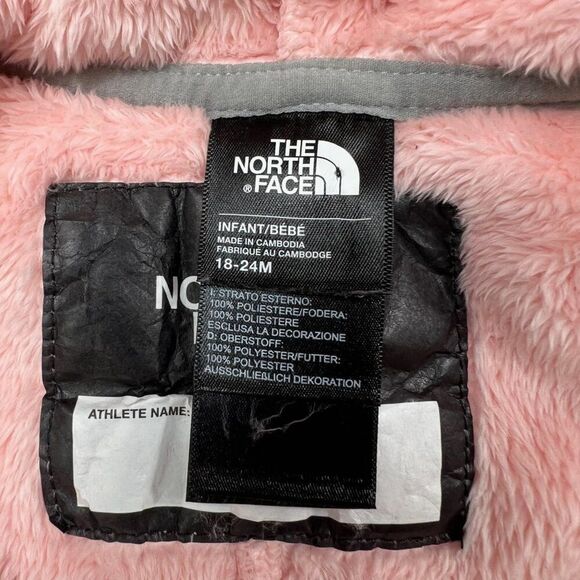 THE
NORTH
FACE
®
INFANT/BÉBÉ
MADE IN CAMBODIA
FABRIQUÉ AU CAMBODGE
18-24M
I: STRATO ESTERNO:
100% POLIESTERE/FODERA:
100% POLIESTERE
ESCLUSA LA DECORAZIONE
D: OBERSTOFF:
100% POLYESTER/FUTTER:
100% POLYESTER
AUSSCHLIEßLICH DEKORATION
NO
ATHLETE NAME: